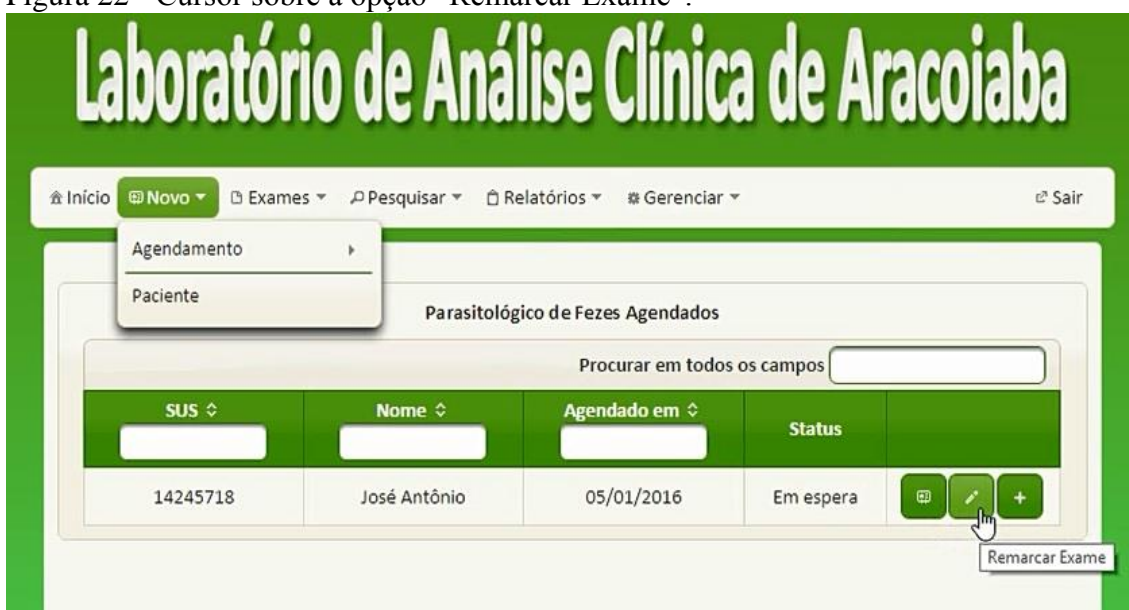 Figura 22 - Cursor sobre a opção "Remarcar Exame".
Laboratório de Análise Clínica de Aracoiaba
Início Novo Exames Pesquisar Relatórios Gerenciar Sair
Agendamento
Paciente
Parasitológico de Fezes Agendados
Procurar em todos os campos
SUS Nome Agendado em Status
14245718 José Antônio 05/01/2016 Em espera
Remarcar Exame